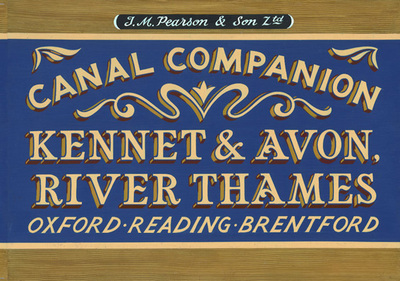 J.M. Pearson & Son Ltd
CANAL COMPANION
KENNET & AVON,
RIVER THAMES
OXFORD · READING · BRENTFORD